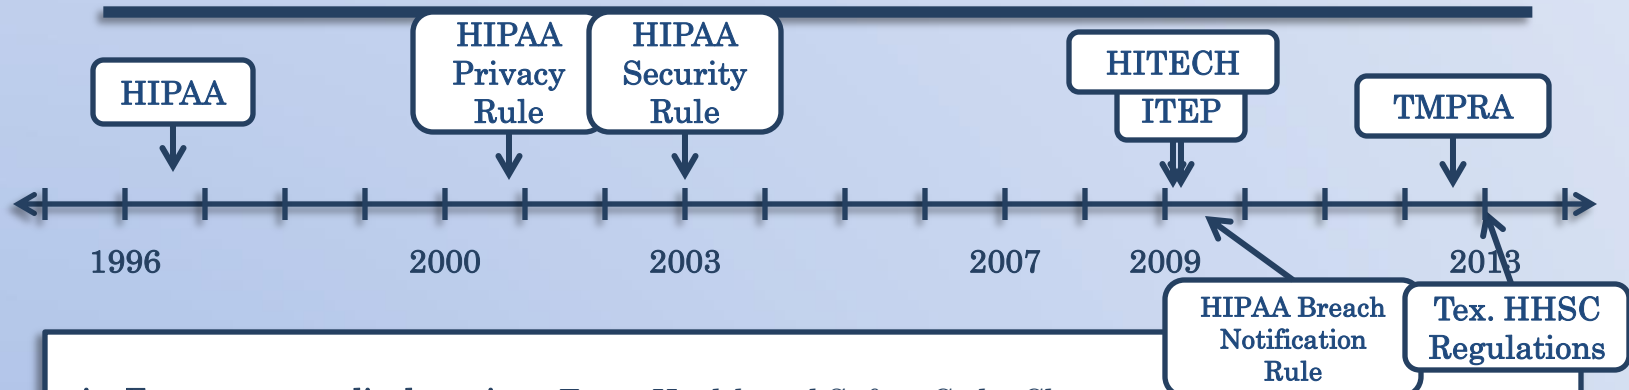 HIPAA
HIPAA
Privacy
Rule
HIPAA
Security
Rule
HITECH
ITEP
TMPRA
1996
2000
2003
2007
2009
2013
HIPAA Breach
Notification
Rule
Tex. HHSC
Regulations